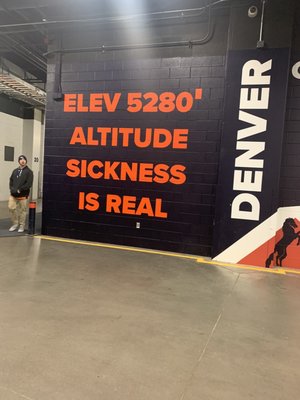 ELEV 5280'
ALTITUDE
SICKNESS
IS REAL
DENVER